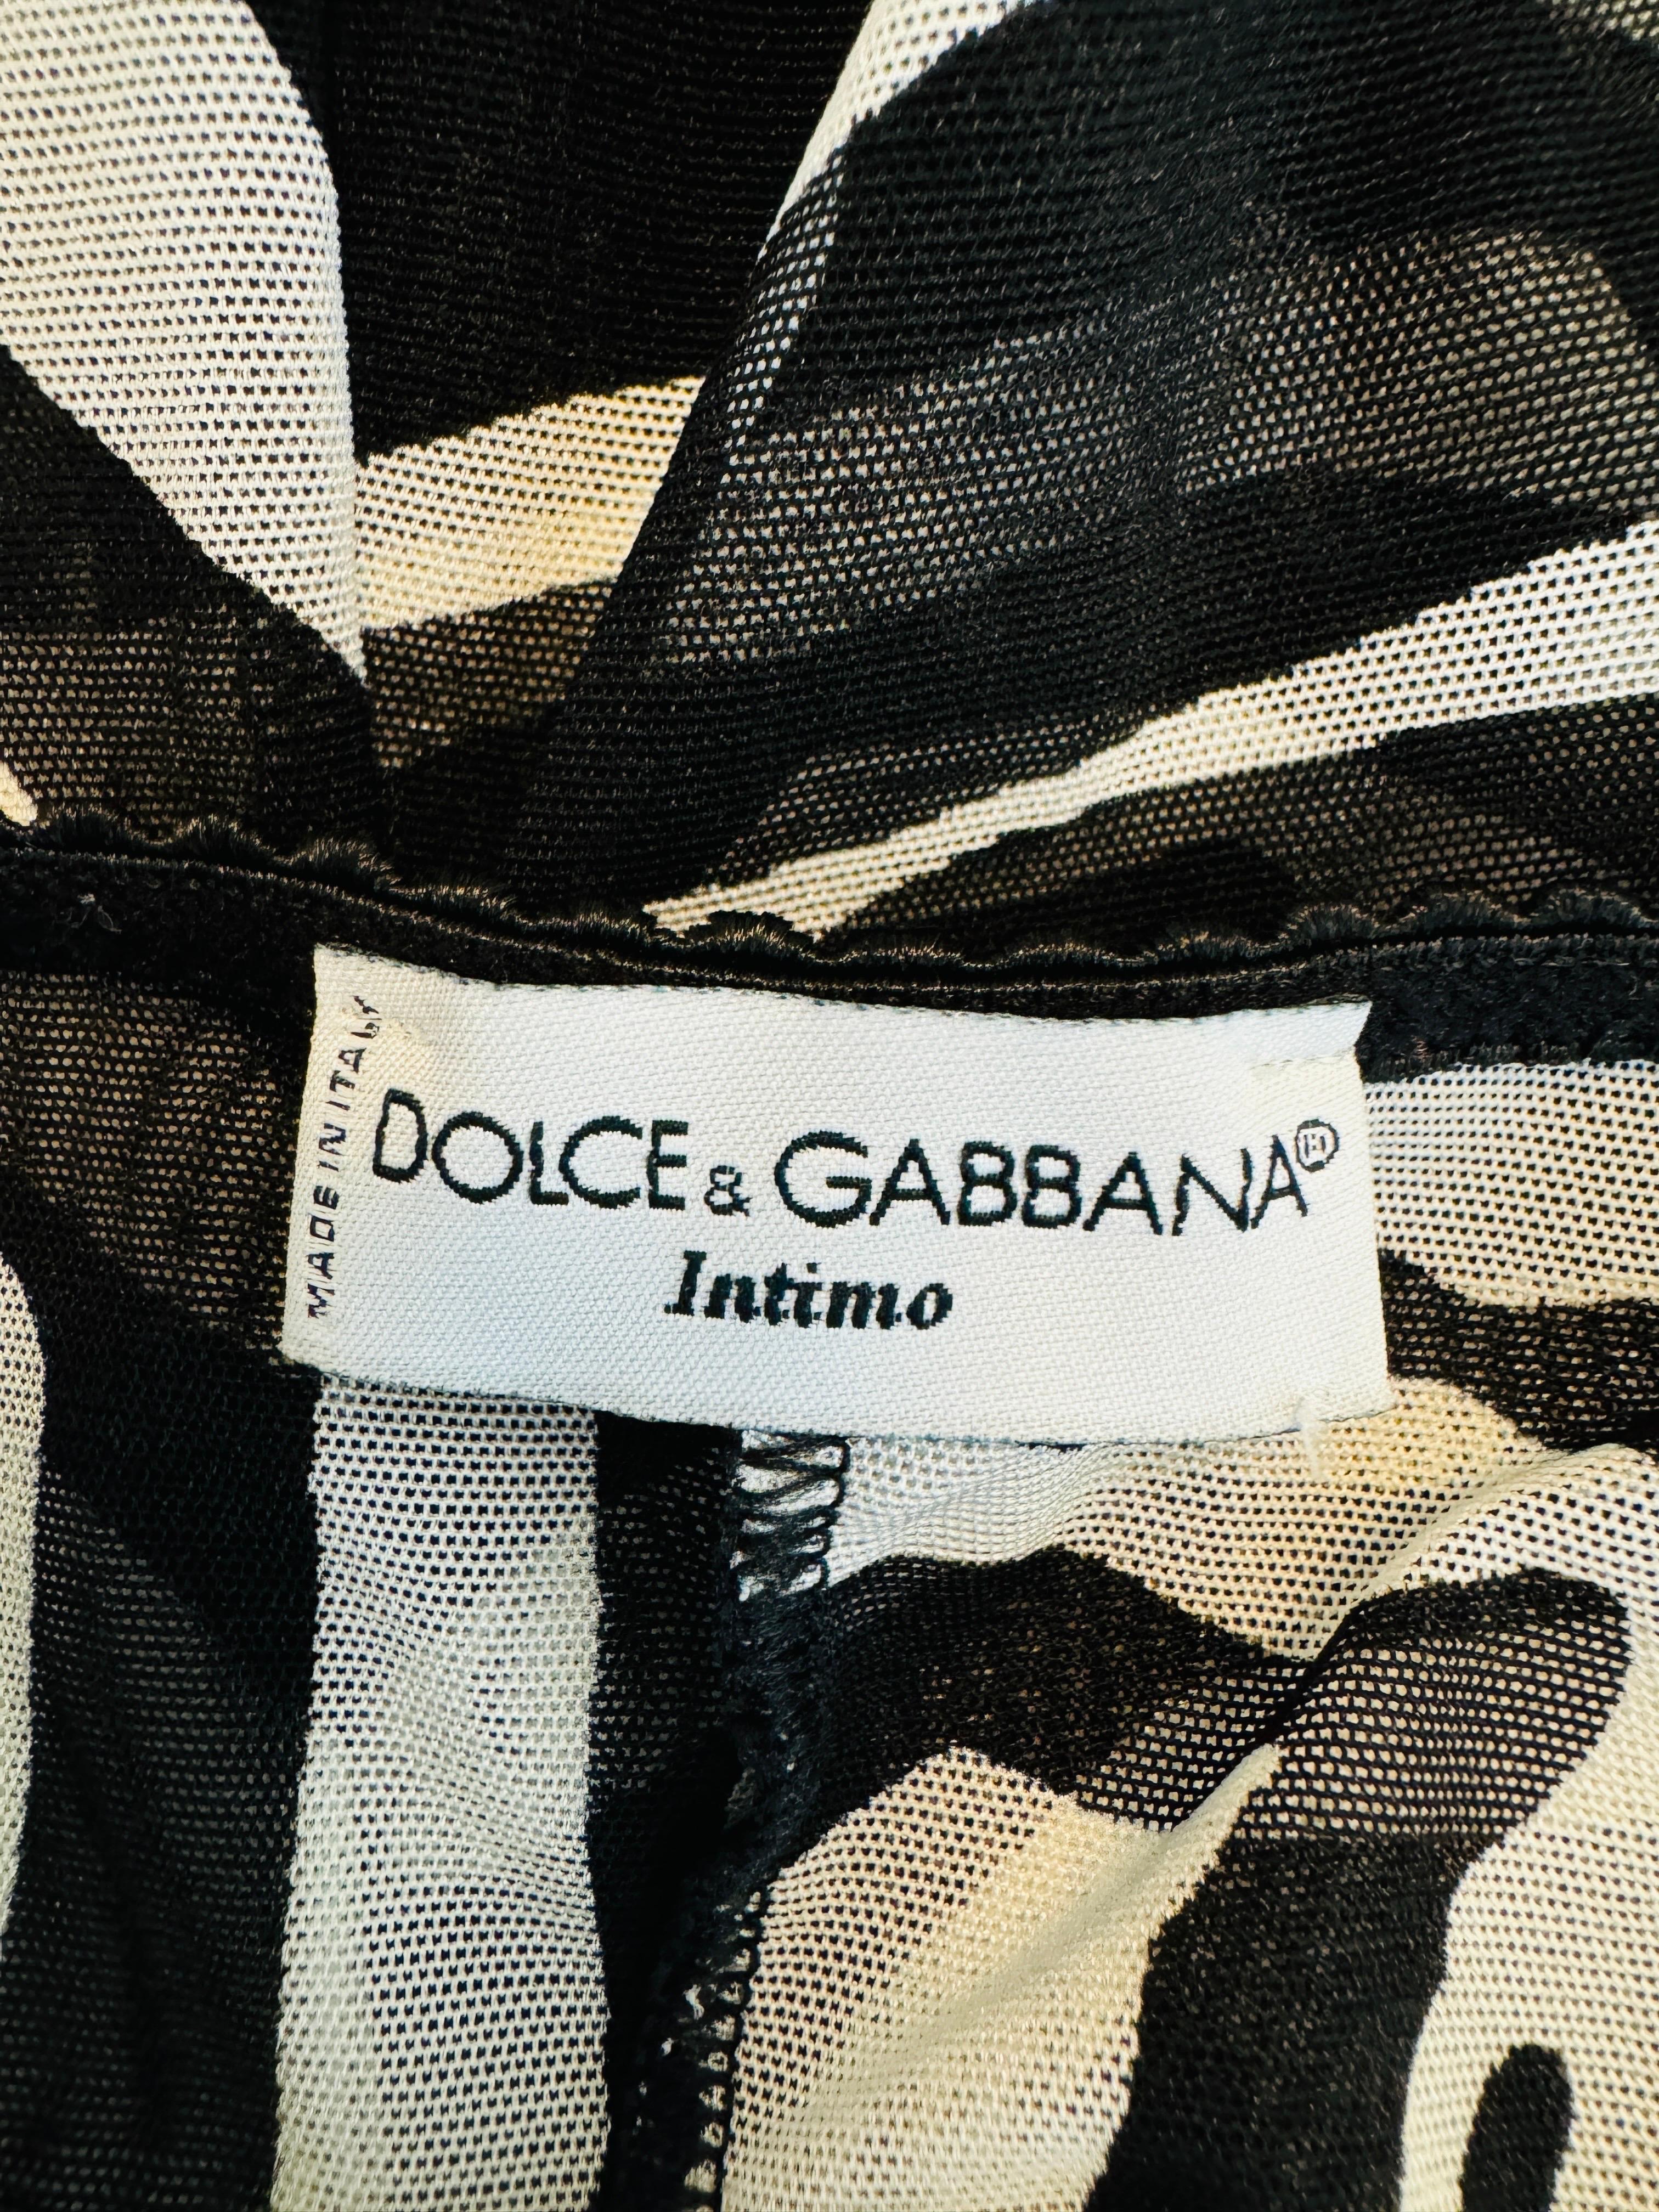 MADE IN ITALY
DOLCE & GABBANA®
Intimo